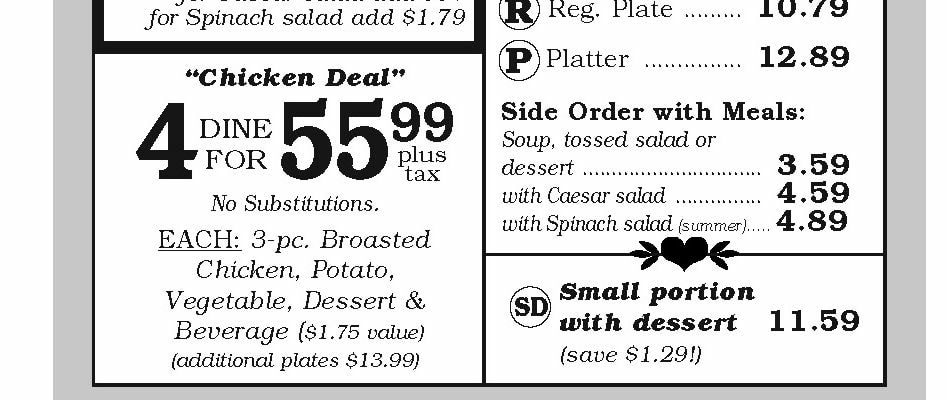 for Spinach salad add $1.79
“Chicken Deal”
4 DINE FOR 55 99 plus tax
No Substitutions.
EACH: 3-pc. Broasted
Chicken, Potato,
Vegetable, Dessert &
Beverage ($1.75 value)
(additional plates $13.99)
R Reg. Plate ........ 10.79
P Platter ............... 12.89
Side Order with Meals:
Soup, tossed salad or
dessert ............................... 3.59
with Caesar salad ............... 4.59
with Spinach salad (summer)..... 4.89
SD Small portion
with dessert 11.59
(save $1.29!)